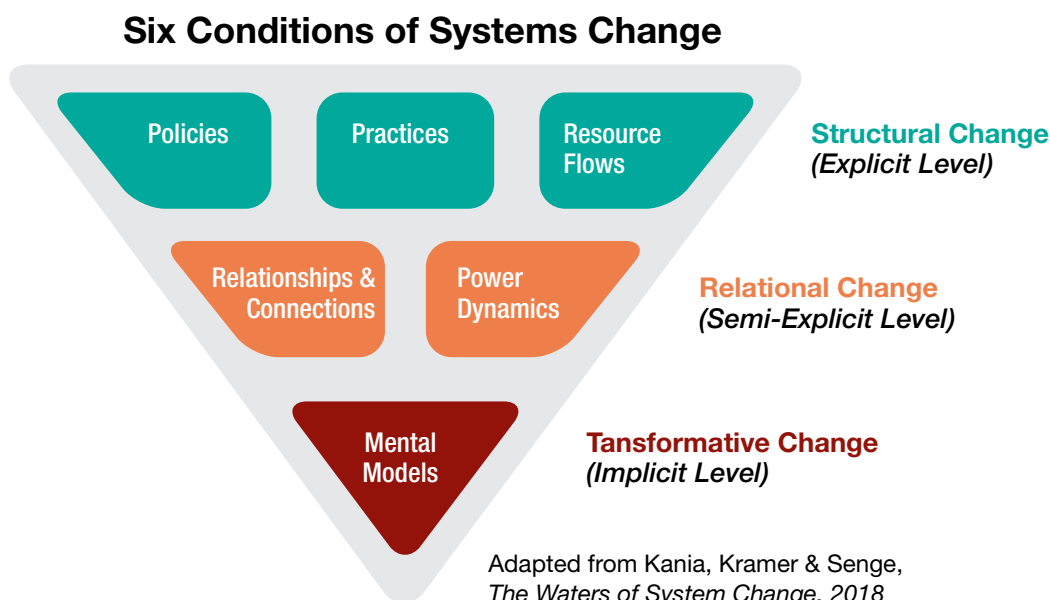 Six Conditions of Systems Change
Policies
Practices
Resource
Flows
Structural Change
(Explicit Level)
Relationships &
Connections
Power
Dynamics
Relational Change
(Semi-Explicit Level)
Mental
Models
Tansformative Change
(Implicit Level)
Adapted from Kania, Kramer & Senge,
The Waters of System Change, 2018